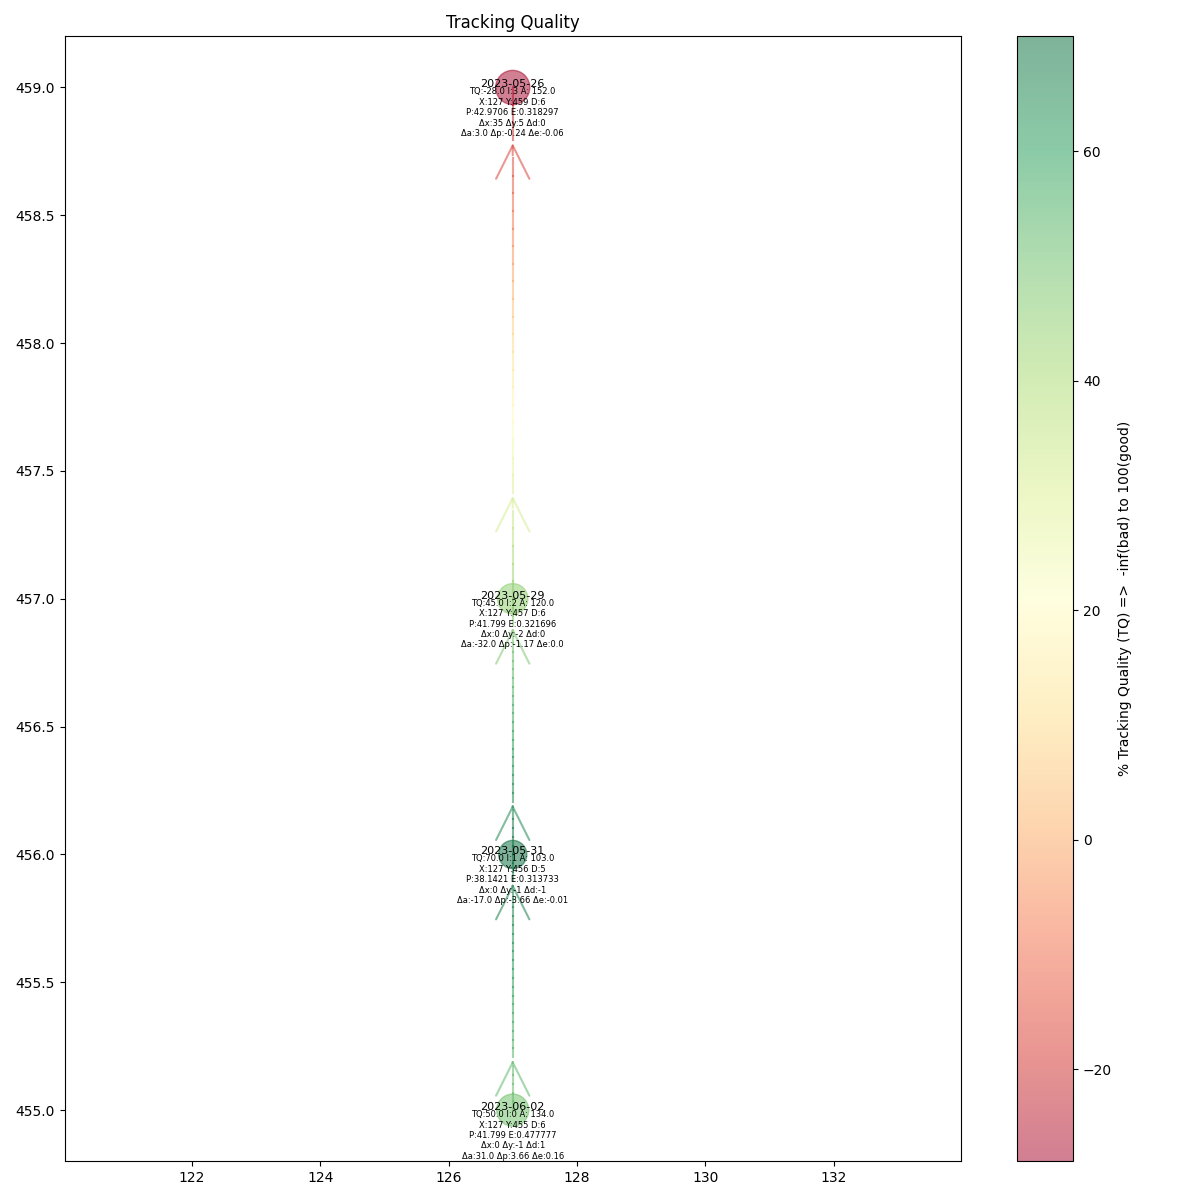 Tracking Quality
459.0
458.5
458.0
457.5
457.0
456.5
456.0
455.5
455.0
2023-05-26
TQ:-28.0 I:3 A: 152.0
X:127 Y:459 D:6
P:42.9706 E:0.318297
Δx:35 Δy:5 Δd:0
Δa:3.0 Δp:-0.24 Δe:-0.06
2023-05-29
TQ:45.0 I:2 A: 120.0
X:127 Y:457 D:6
P:41.799 E:0.321696
Δx:0 Δy:-2 Δd:0
Δa:-32.0 Δp:-1.17 Δe:0.0
2023-05-31
TQ:70.0 I:1 A: 103.0
X:127 Y:456 D:5
P:38.1421 E:0.313733
Δx:0 Δy:-1 Δd:-1
Δa:-17.0 Δp:-3.66 Δe:-0.01
2023-06-02
TQ:50.0 I:0 A: 134.0
X:127 Y:455 D:6
P:41.799 E:0.477777
Δx:0 Δy:-1 Δd:1
Δa:31.0 Δp:3.66 Δe:0.16
122
124
126
128
130
132
60
40
20
0
−20
% Tracking Quality (TQ) => -inf(bad) to 100(good)